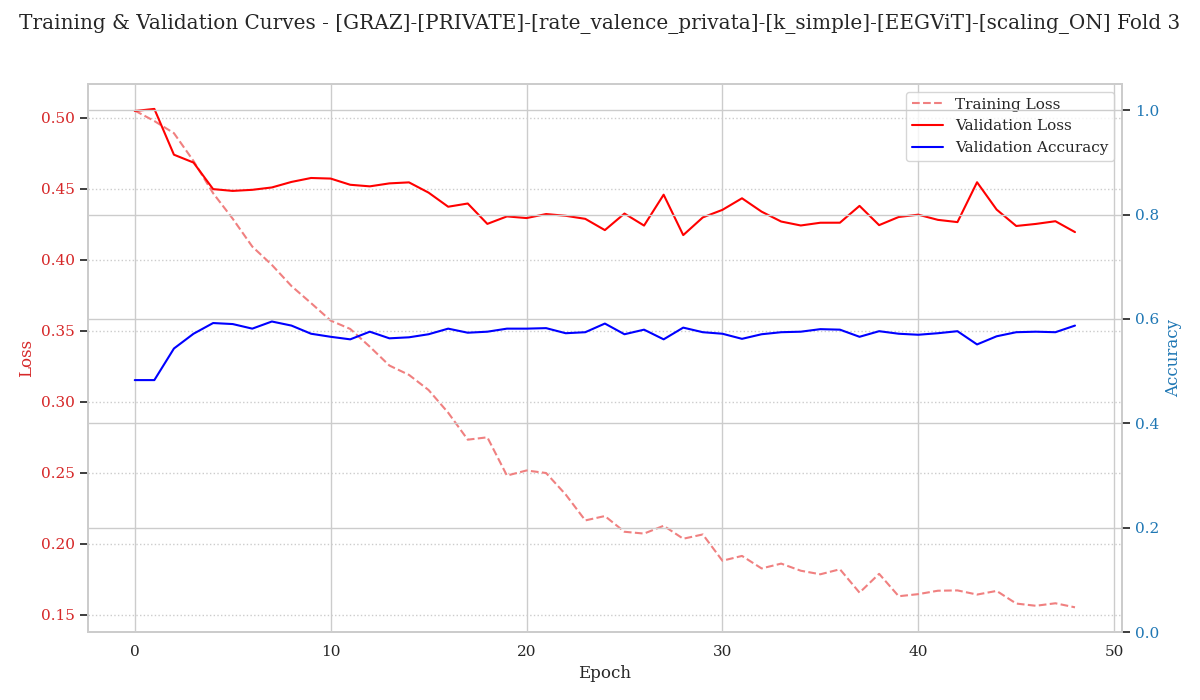 Training & Validation Curves - [GRAZ]-[PRIVATE]-[rate_valence_privata]-[k_simple]-[EEGViT]-[scaling_ON] Fold 3
Training Loss
Validation Loss
Validation Accuracy
0.50
0.45
0.40
0.35
0.30
0.25
0.20
0.15
Loss
1.0
0.8
0.6
0.4
0.2
0.0
Accuracy
0 10 20 30 40 50
Epoch